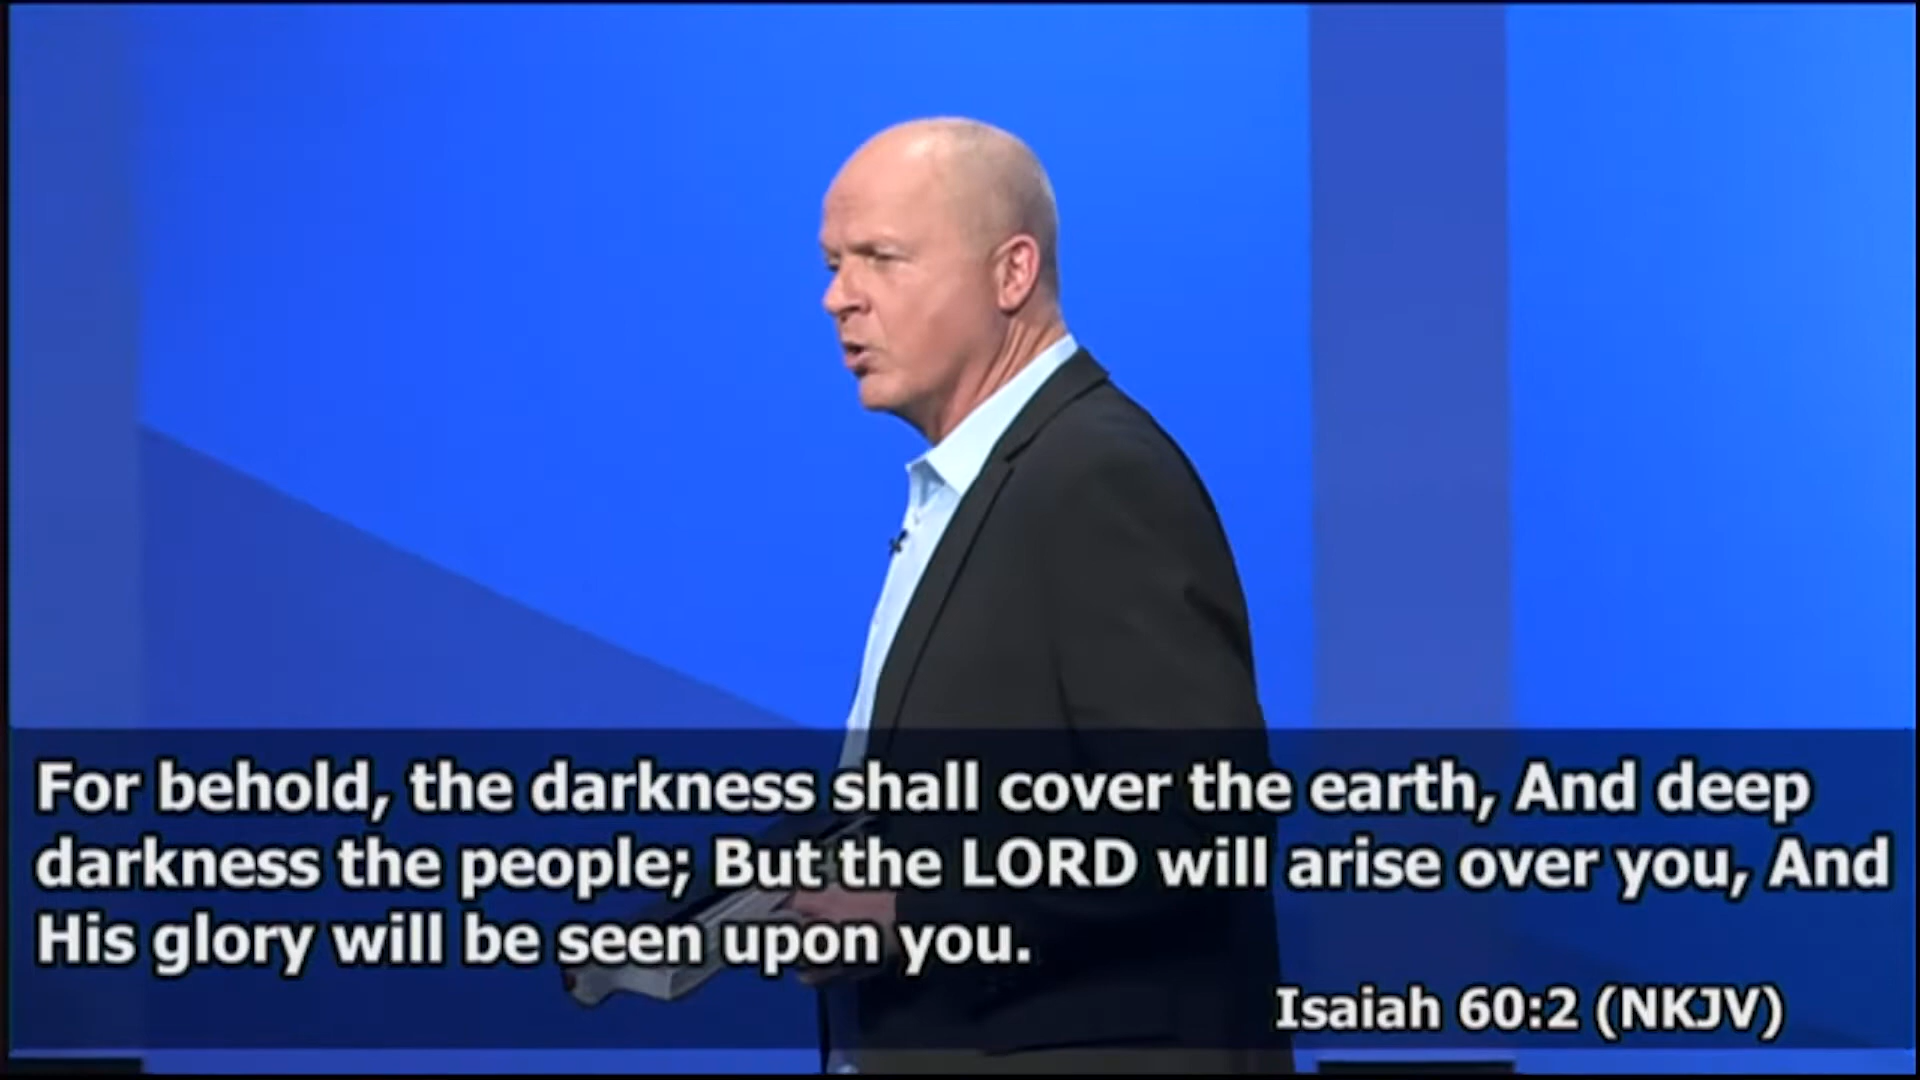 For behold, the darkness shall cover the earth, And deep
darkness the people; But the LORD will arise over you, And
His glory will be seen upon you.
Isaiah 60:2 (NKJV)